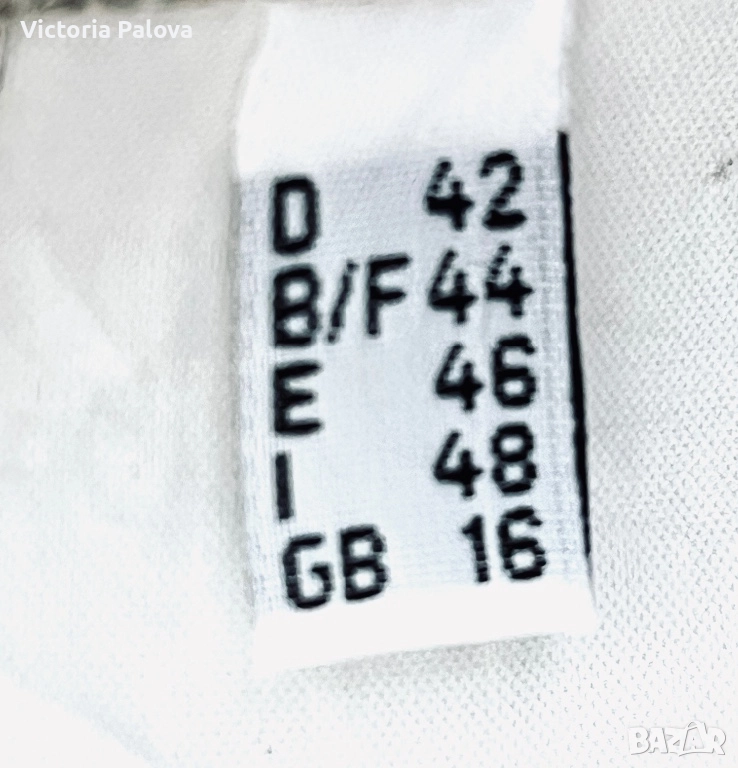 Victoria Palova
D 42
B/F 44
E 46
I 48
GB 16
BAZAR